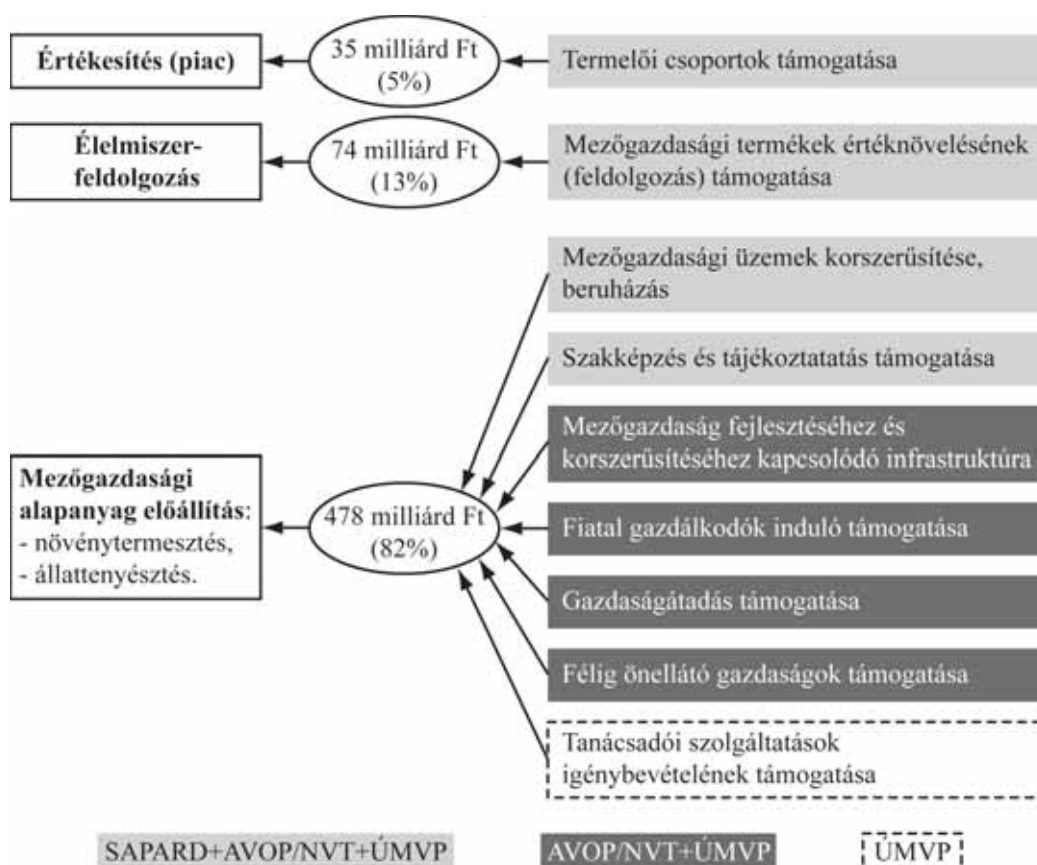 Értékesítés (piac)
35 milliárd Ft
(5%)
Termelői csoportok támogatása
Élelmiszer-
feldolgozás
74 milliárd Ft
(13%)
Mezőgazdasági termékek értéknövelésének
(feldolgozás) támogatása
Mezőgazdasági üzemek korszerűsítése,
beruházás
Szakképzés és tájékoztatatás támogatása
Mezőgazdaság fejlesztéséhez és
korszerűsítéséhez kapcsolódó infrastruktúra
Mezőgazdasági
alapanyag előállítás:
- növénytermesztés,
- állattenyésztés.
478 milliárd Ft
(82%)
Fiatal gazdálkodók induló támogatása
Gazdaságátadás támogatása
Félig önellátó gazdaságok támogatása
Tanácsadói szolgáltatások
igénybevételének támogatása
SAPARD+AVOP/NVT+ÚMVP
AVOP/NVT+ÚMVP
ÚMVP